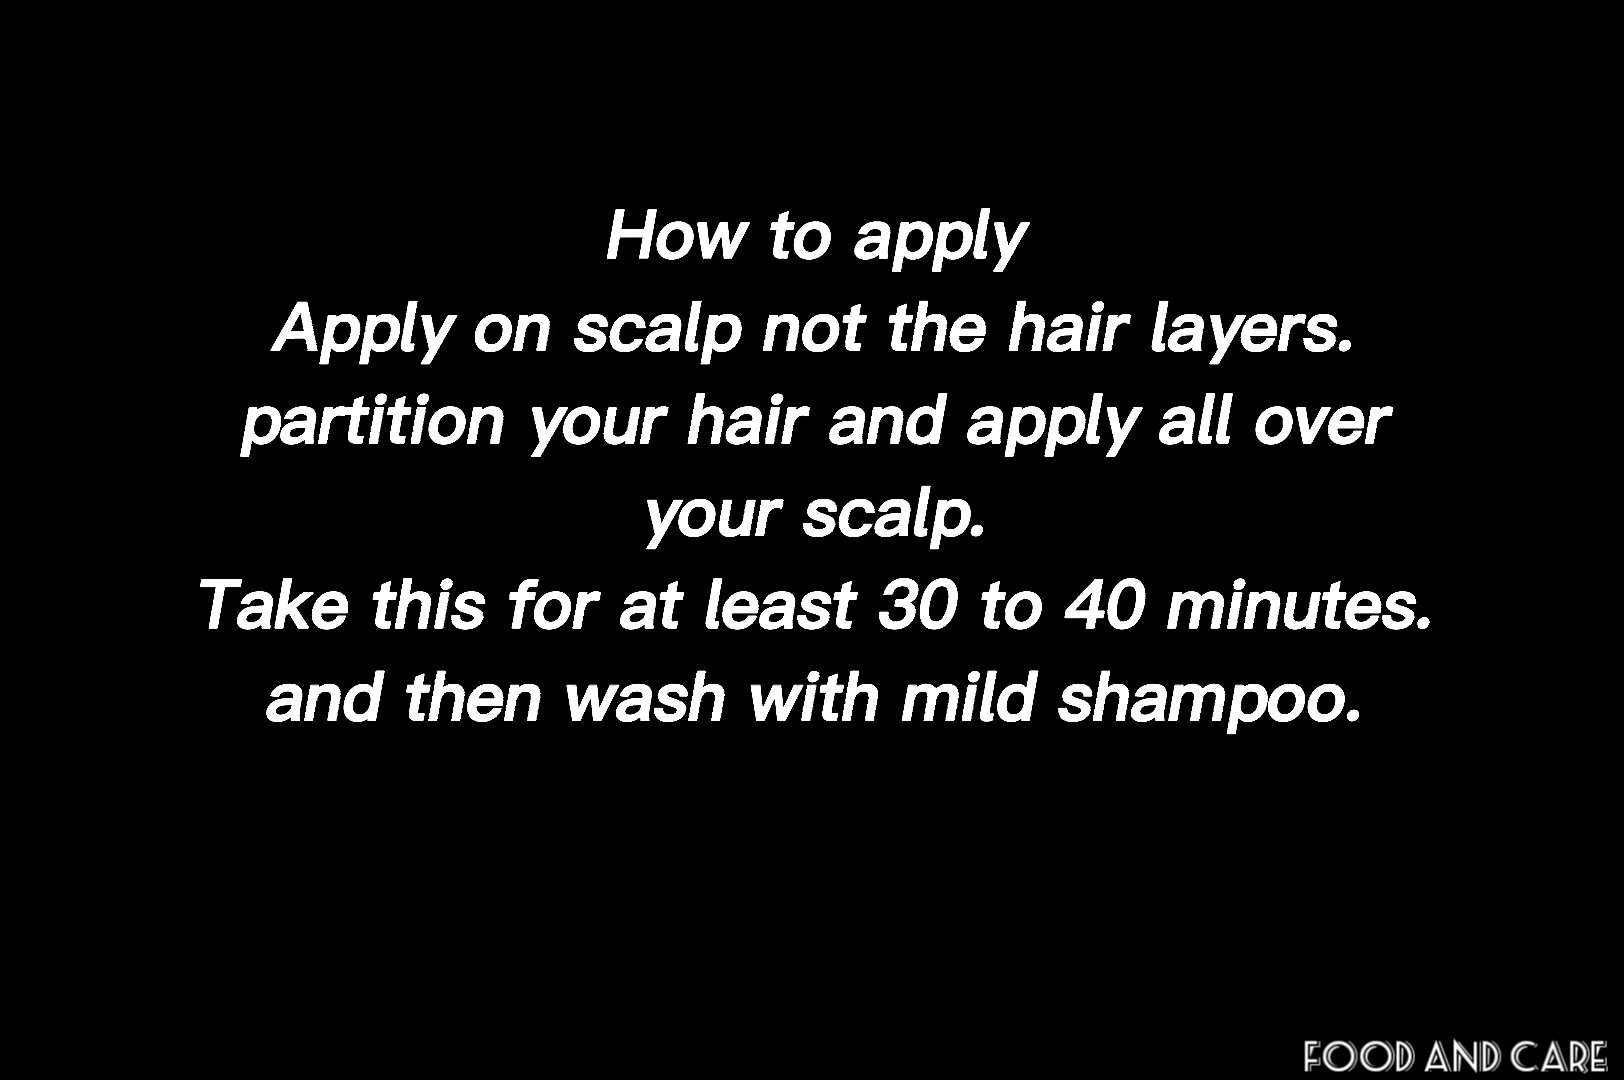 How to apply
Apply on scalp not the hair layers.
partition your hair and apply all over
your scalp.
Take this for at least 30 to 40 minutes.
and then wash with mild shampoo.
FOOD AND CARE